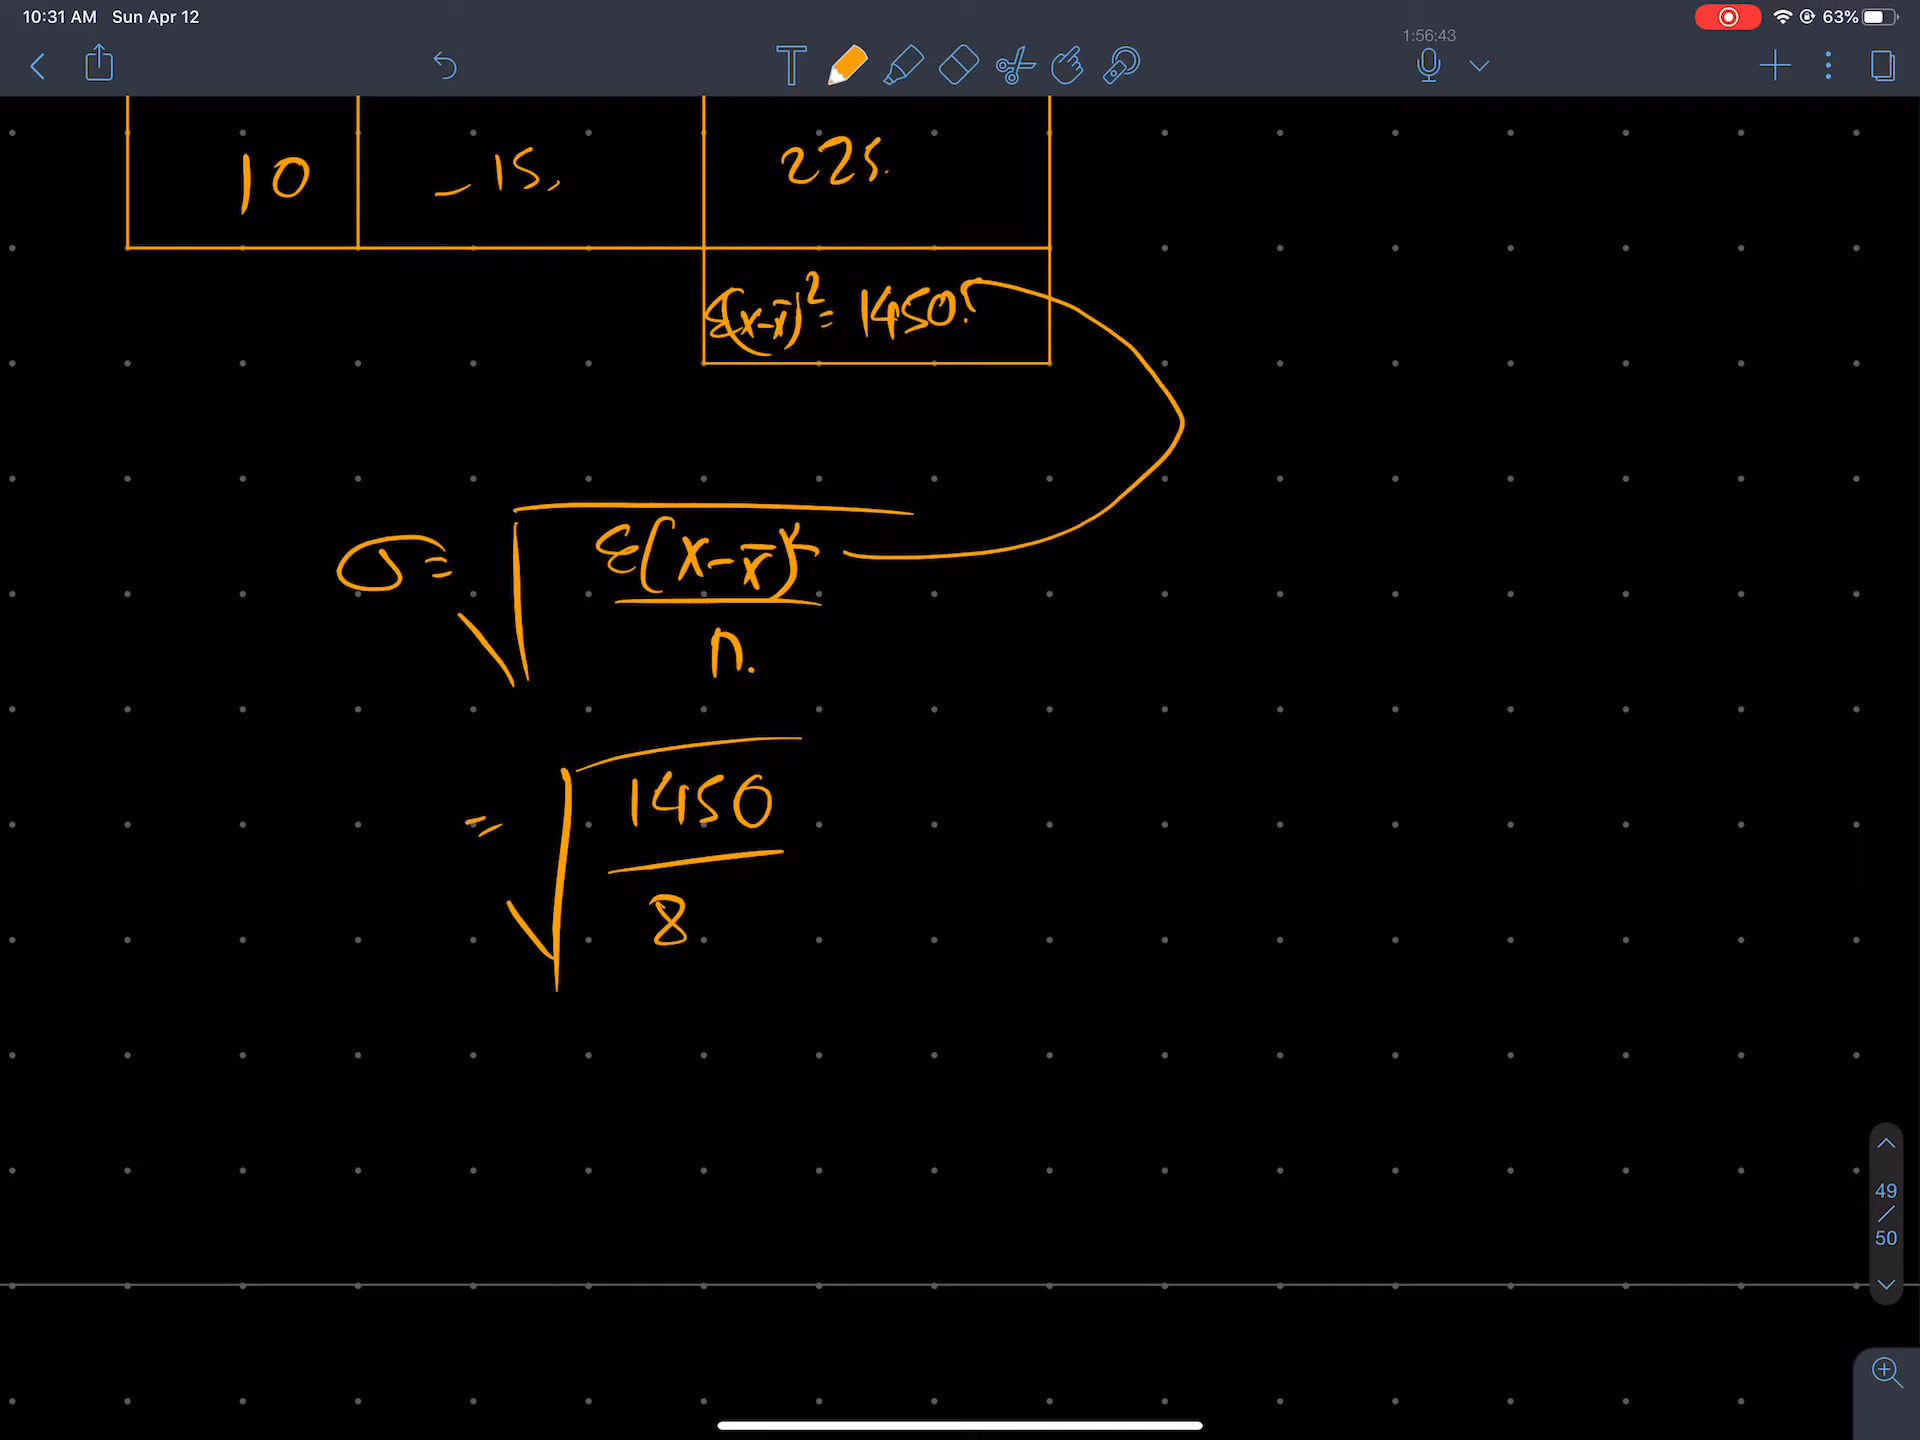 10:31 AM Sun Apr 12
63%
1:56:43
T
10 -15, 225.
Σ(x-x̄)² = 1450.
σ = √ Σ(x-x̄)²
n.
= √ 1450
8
49
/
50